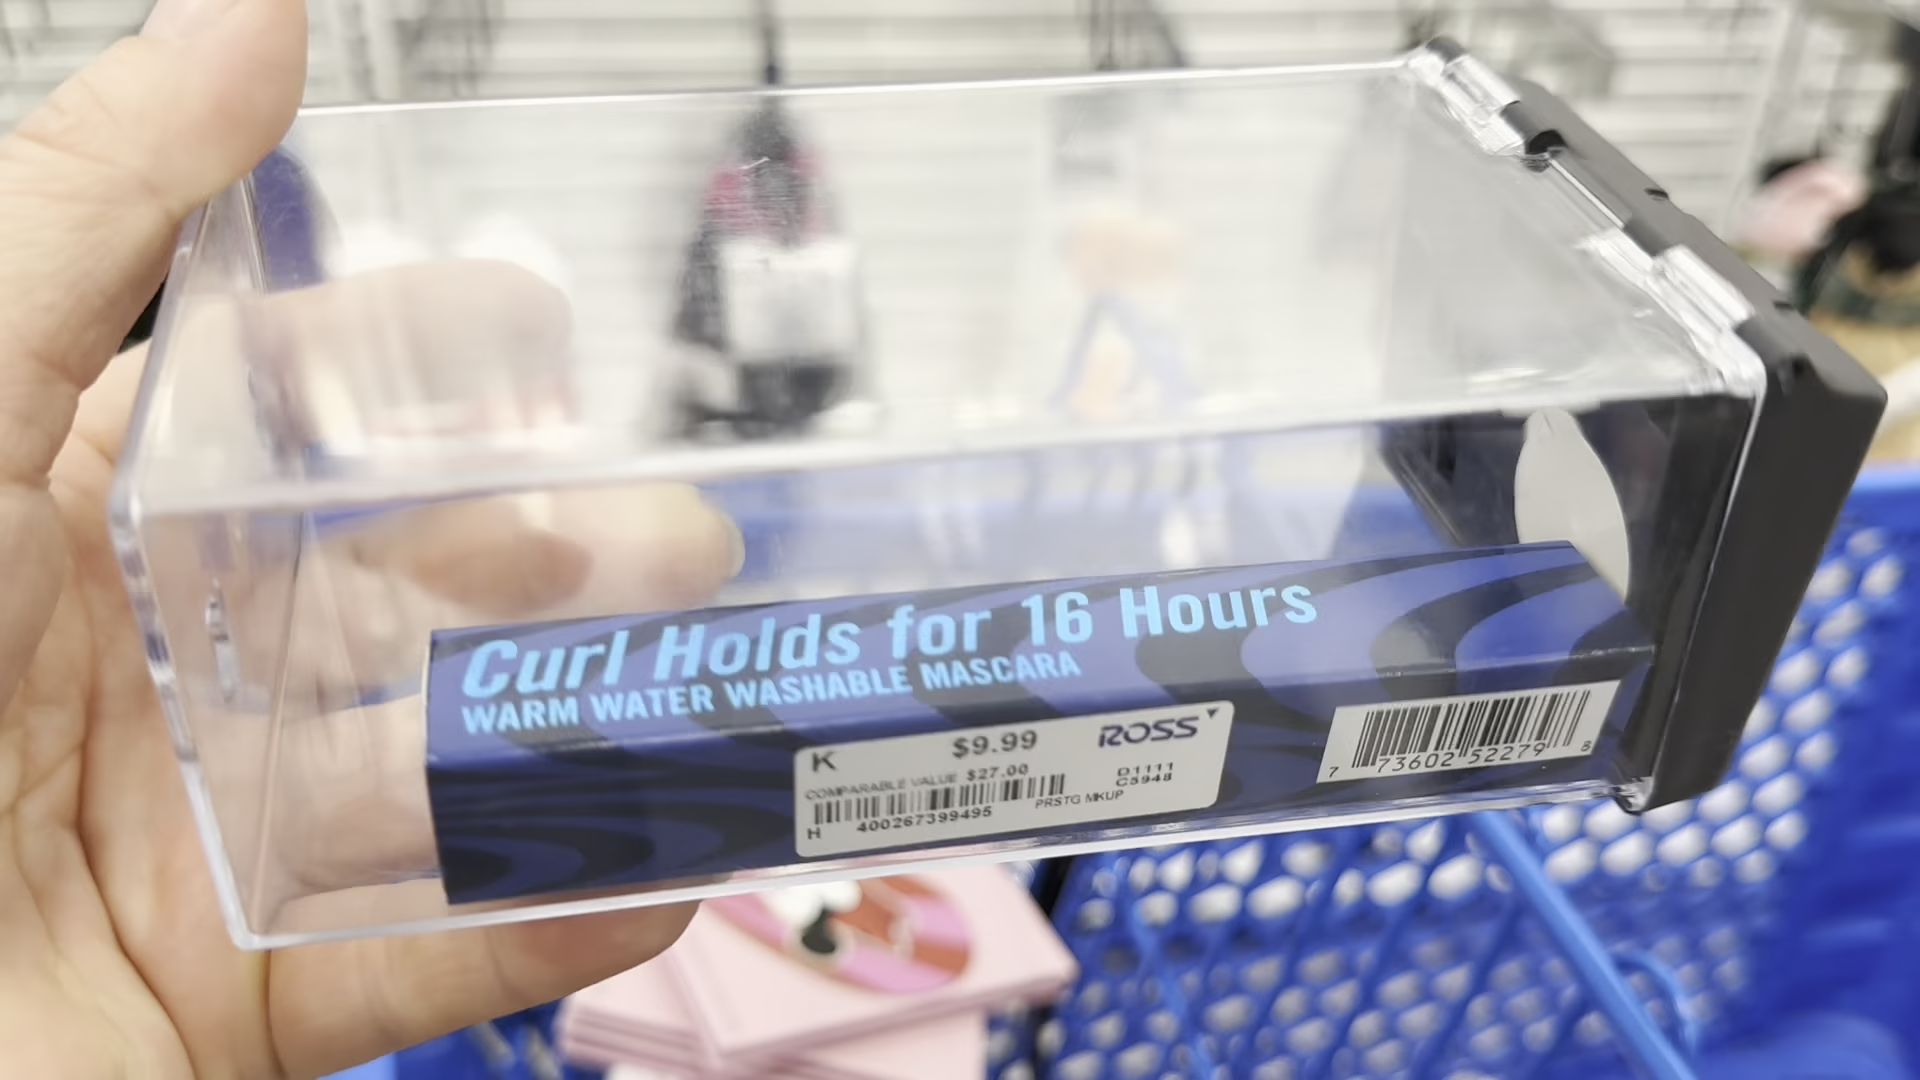 Curl Holds for 16 Hours
WARM WATER WASHABLE MASCARA
K $9.99 ROSS
COMPARABLE VALUE $27.00
D1111
C5948
PRSTG MKUP
H 400267399495
7 73602 52279 8